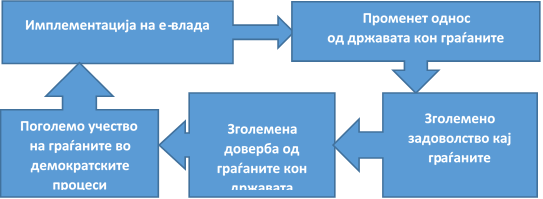 Имплементација на е-влада
Променет однос
од државата кон граѓаните
Зголемено
задоволство кај
граѓаните
Зголемена
доверба од
граѓаните кон
државата
Поголемо учество
на граѓаните во
демократските
процеси